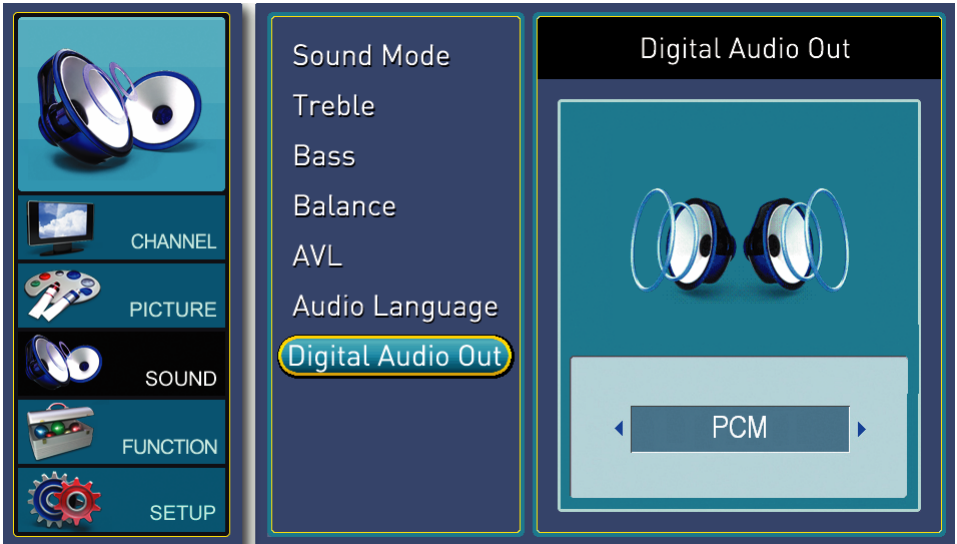 CHANNEL
PICTURE
SOUND
FUNCTION
SETUP
Sound Mode
Treble
Bass
Balance
AVL
Audio Language
Digital Audio Out
Digital Audio Out
PCM